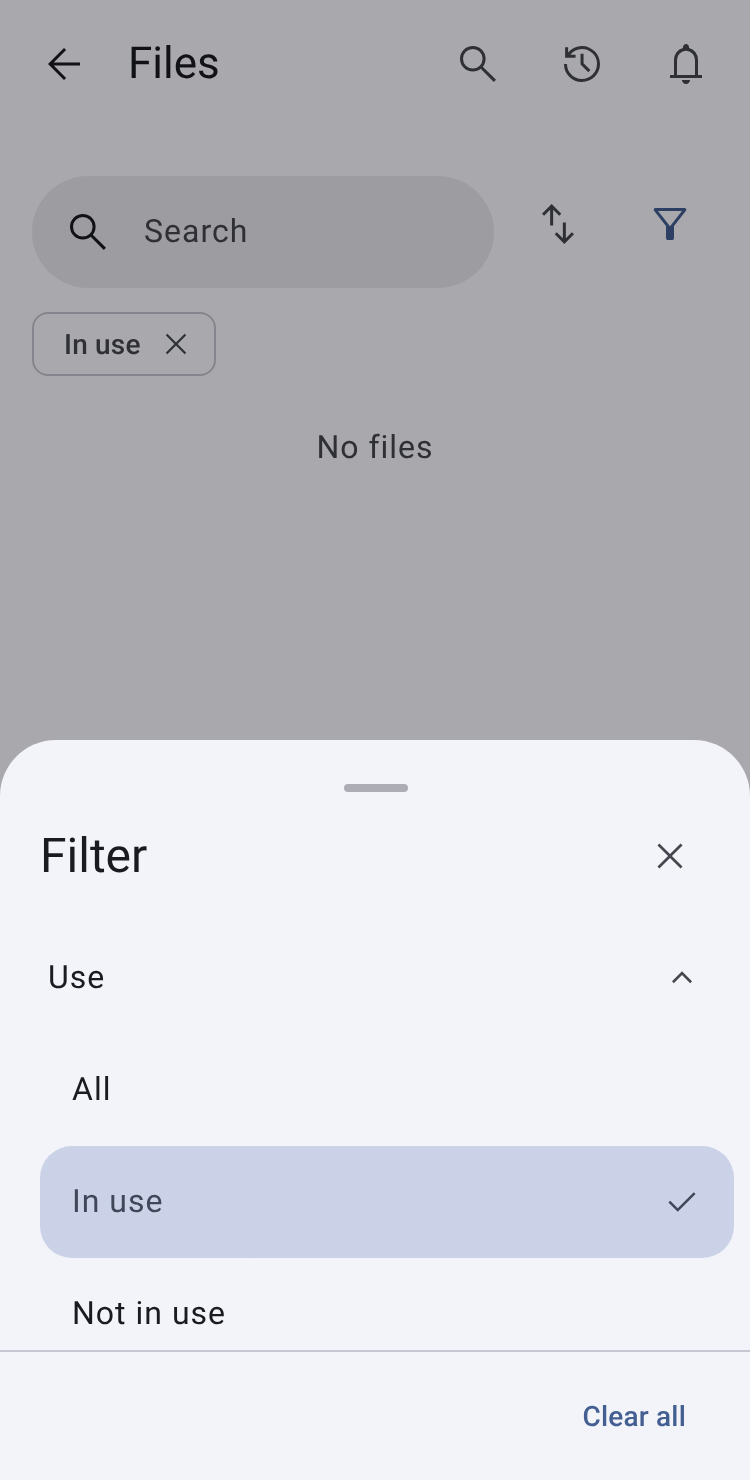 Files
Search
In use
No files
Filter
Use
All
In use
Not in use
Clear all